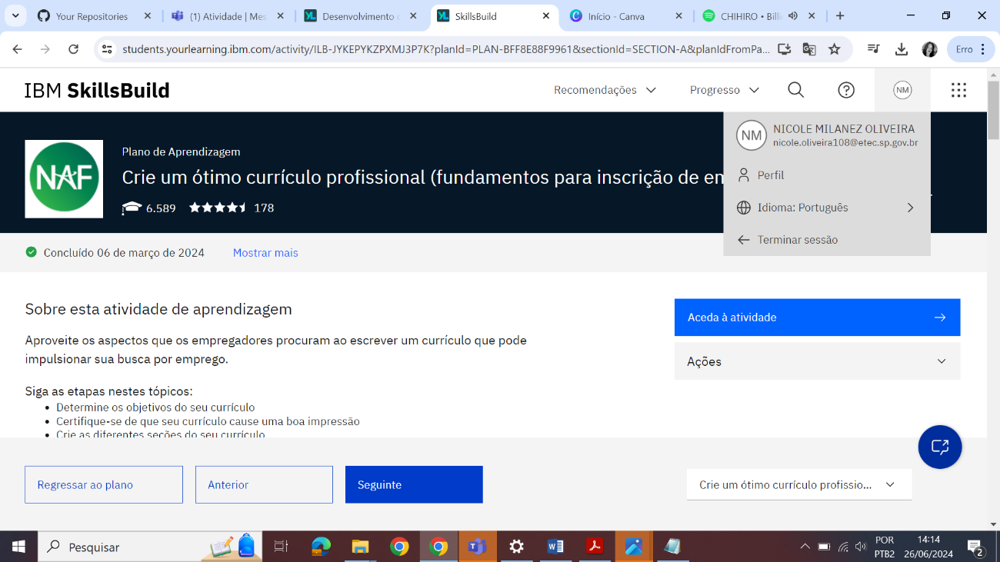 Your Repositories
(1) Atividade | Mes
Desenvolvimento
SkillsBuild
Início - Canva
CHIHIRO • Billi
students.yourlearning.ibm.com/activity/ILB-JYKEPYKZPXMJ3P7K?planId=PLAN-BFF8E88F9961&sectionId=SECTION-A&planIdFromPa...
Erro
IBM SkillsBuild
Recomendações
Progresso
NM
NM
NICOLE MILANEZ OLIVEIRA
nicole.oliveira108@etec.sp.gov.br
Perfil
Idioma: Português
Terminar sessão
NAF
Plano de Aprendizagem
Crie um ótimo currículo profissional (fundamentos para inscrição de em
6.589
178
Concluído 06 de março de 2024
Mostrar mais
Sobre esta atividade de aprendizagem
Aproveite os aspectos que os empregadores procuram ao escrever um currículo que pode
impulsionar sua busca por emprego.
Siga as etapas nestes tópicos:
• Determine os objetivos do seu currículo
• Certifique-se de que seu currículo cause uma boa impressão
• Crie as diferentes seções do seu currículo
Aceda à atividade
Ações
Regressar ao plano
Anterior
Seguinte
Crie um ótimo currículo profissio...
Pesquisar
POR
PTB2
14:14
26/06/2024
2